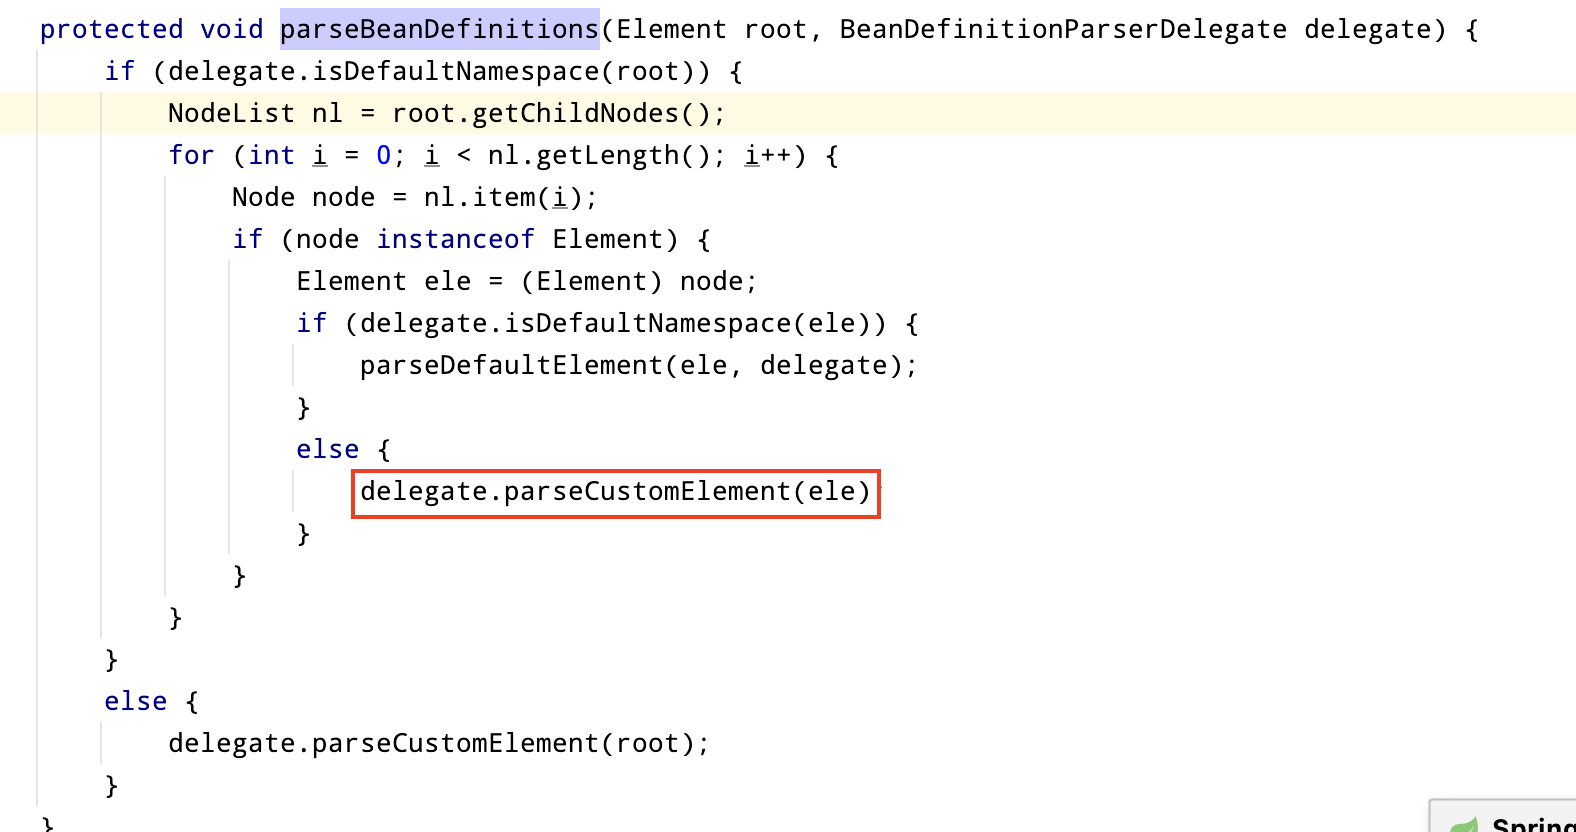 protected void parseBeanDefinitions(Element root, BeanDefinitionParserDelegate delegate) {
    if (delegate.isDefaultNamespace(root)) {
        NodeList nl = root.getChildNodes();
        for (int i = 0; i < nl.getLength(); i++) {
            Node node = nl.item(i);
            if (node instanceof Element) {
                Element ele = (Element) node;
                if (delegate.isDefaultNamespace(ele)) {
                    parseDefaultElement(ele, delegate);
                }
                else {
                    delegate.parseCustomElement(ele)
                }
            }
        }
    }
    else {
        delegate.parseCustomElement(root);
    }
}
Spring